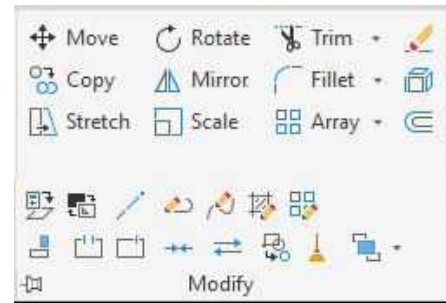 Move Rotate Trim
Copy Mirror Fillet
Stretch Scale Array
Modify